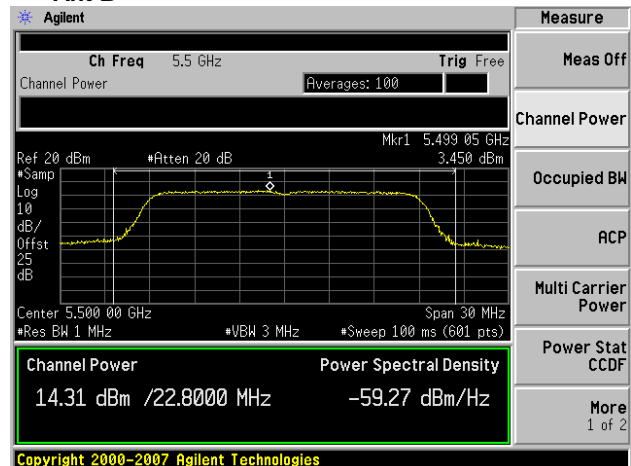 Agilent
Measure
Ch Freq 5.5 GHz Trig Free
Meas Off
Channel Power Averages: 100
Channel Power
Mkr1 5.499 05 GHz
Ref 20 dBm #Atten 20 dB 3.450 dBm
#Samp
Log
10
dB/
Offst
25
dB
1
Occupied BW
ACP
Multi Carrier
Power
Center 5.500 00 GHz Span 30 MHz
#Res BW 1 MHz #VBW 3 MHz #Sweep 100 ms (601 pts)
Power Stat
CCDF
Channel Power Power Spectral Density
14.31 dBm /22.8000 MHz -59.27 dBm/Hz
More
1 of 2
Copyright 2000-2007 Agilent Technologies